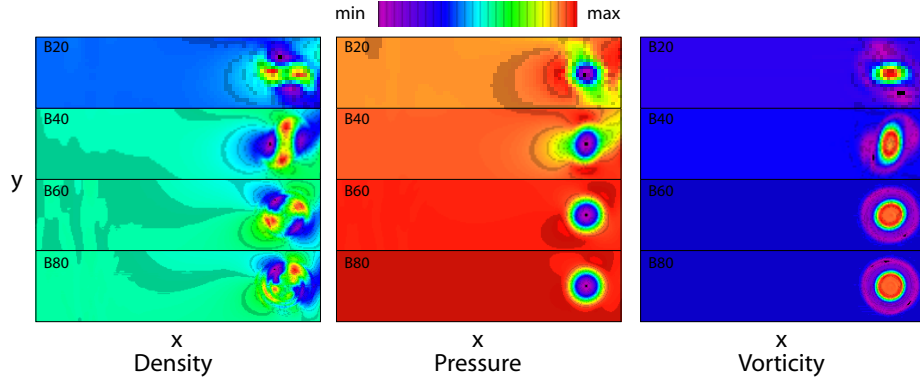 min max
B20 B20 B20
B40 B40 B40
B60 B60 B60
B80 B80 B80
y
x x x
Density Pressure Vorticity